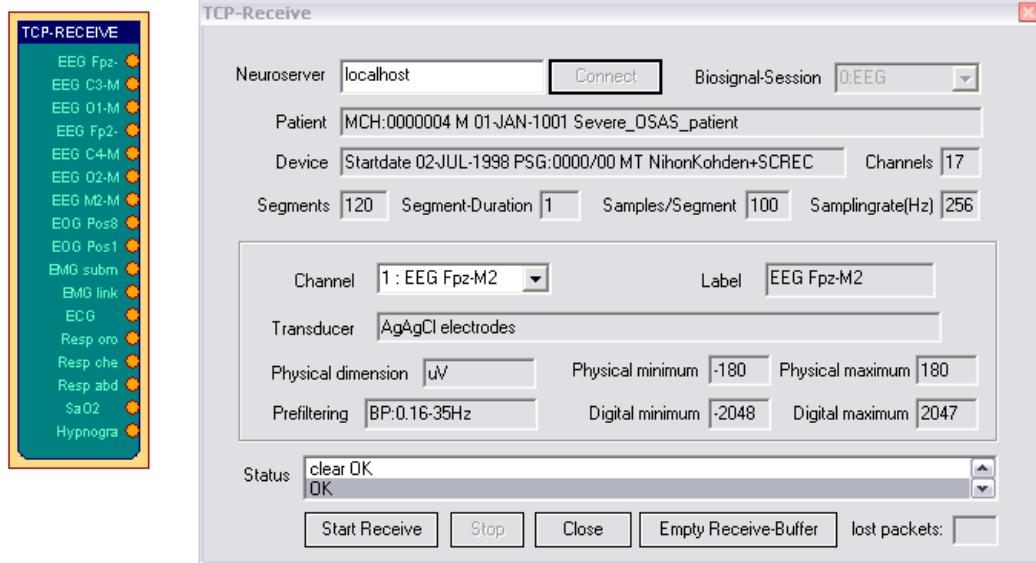 TCP-RECEIVE
EEG Fpz-
EEG C3-M
EEG O1-M
EEG Fp2-
EEG C4-M
EEG O2-M
EEG M2-M
EOG Pos8
EOG Pos1
EMG subm
EMG link
ECG
Resp oro
Resp che
Resp abd
SaO2
Hypnogra
TCP-Receive
Neuroserver localhost Connect Biosignal-Session 0:EEG
Patient MCH:0000004 M 01-JAN-1001 Severe_OSAS_patient
Device Startdate 02-JUL-1998 PSG:0000/00 MT NihonKohden+SCREC Channels 17
Segments 120 Segment-Duration 1 Samples/Segment 100 Samplingrate(Hz) 256
Channel 1 : EEG Fpz-M2 Label EEG Fpz-M2
Transducer AgAgCl electrodes
Physical dimension uV Physical minimum -180 Physical maximum 180
Prefiltering BP:0.16-35Hz Digital minimum -2048 Digital maximum 2047
Status clear OK
OK
Start Receive Stop Close Empty Receive-Buffer lost packets: